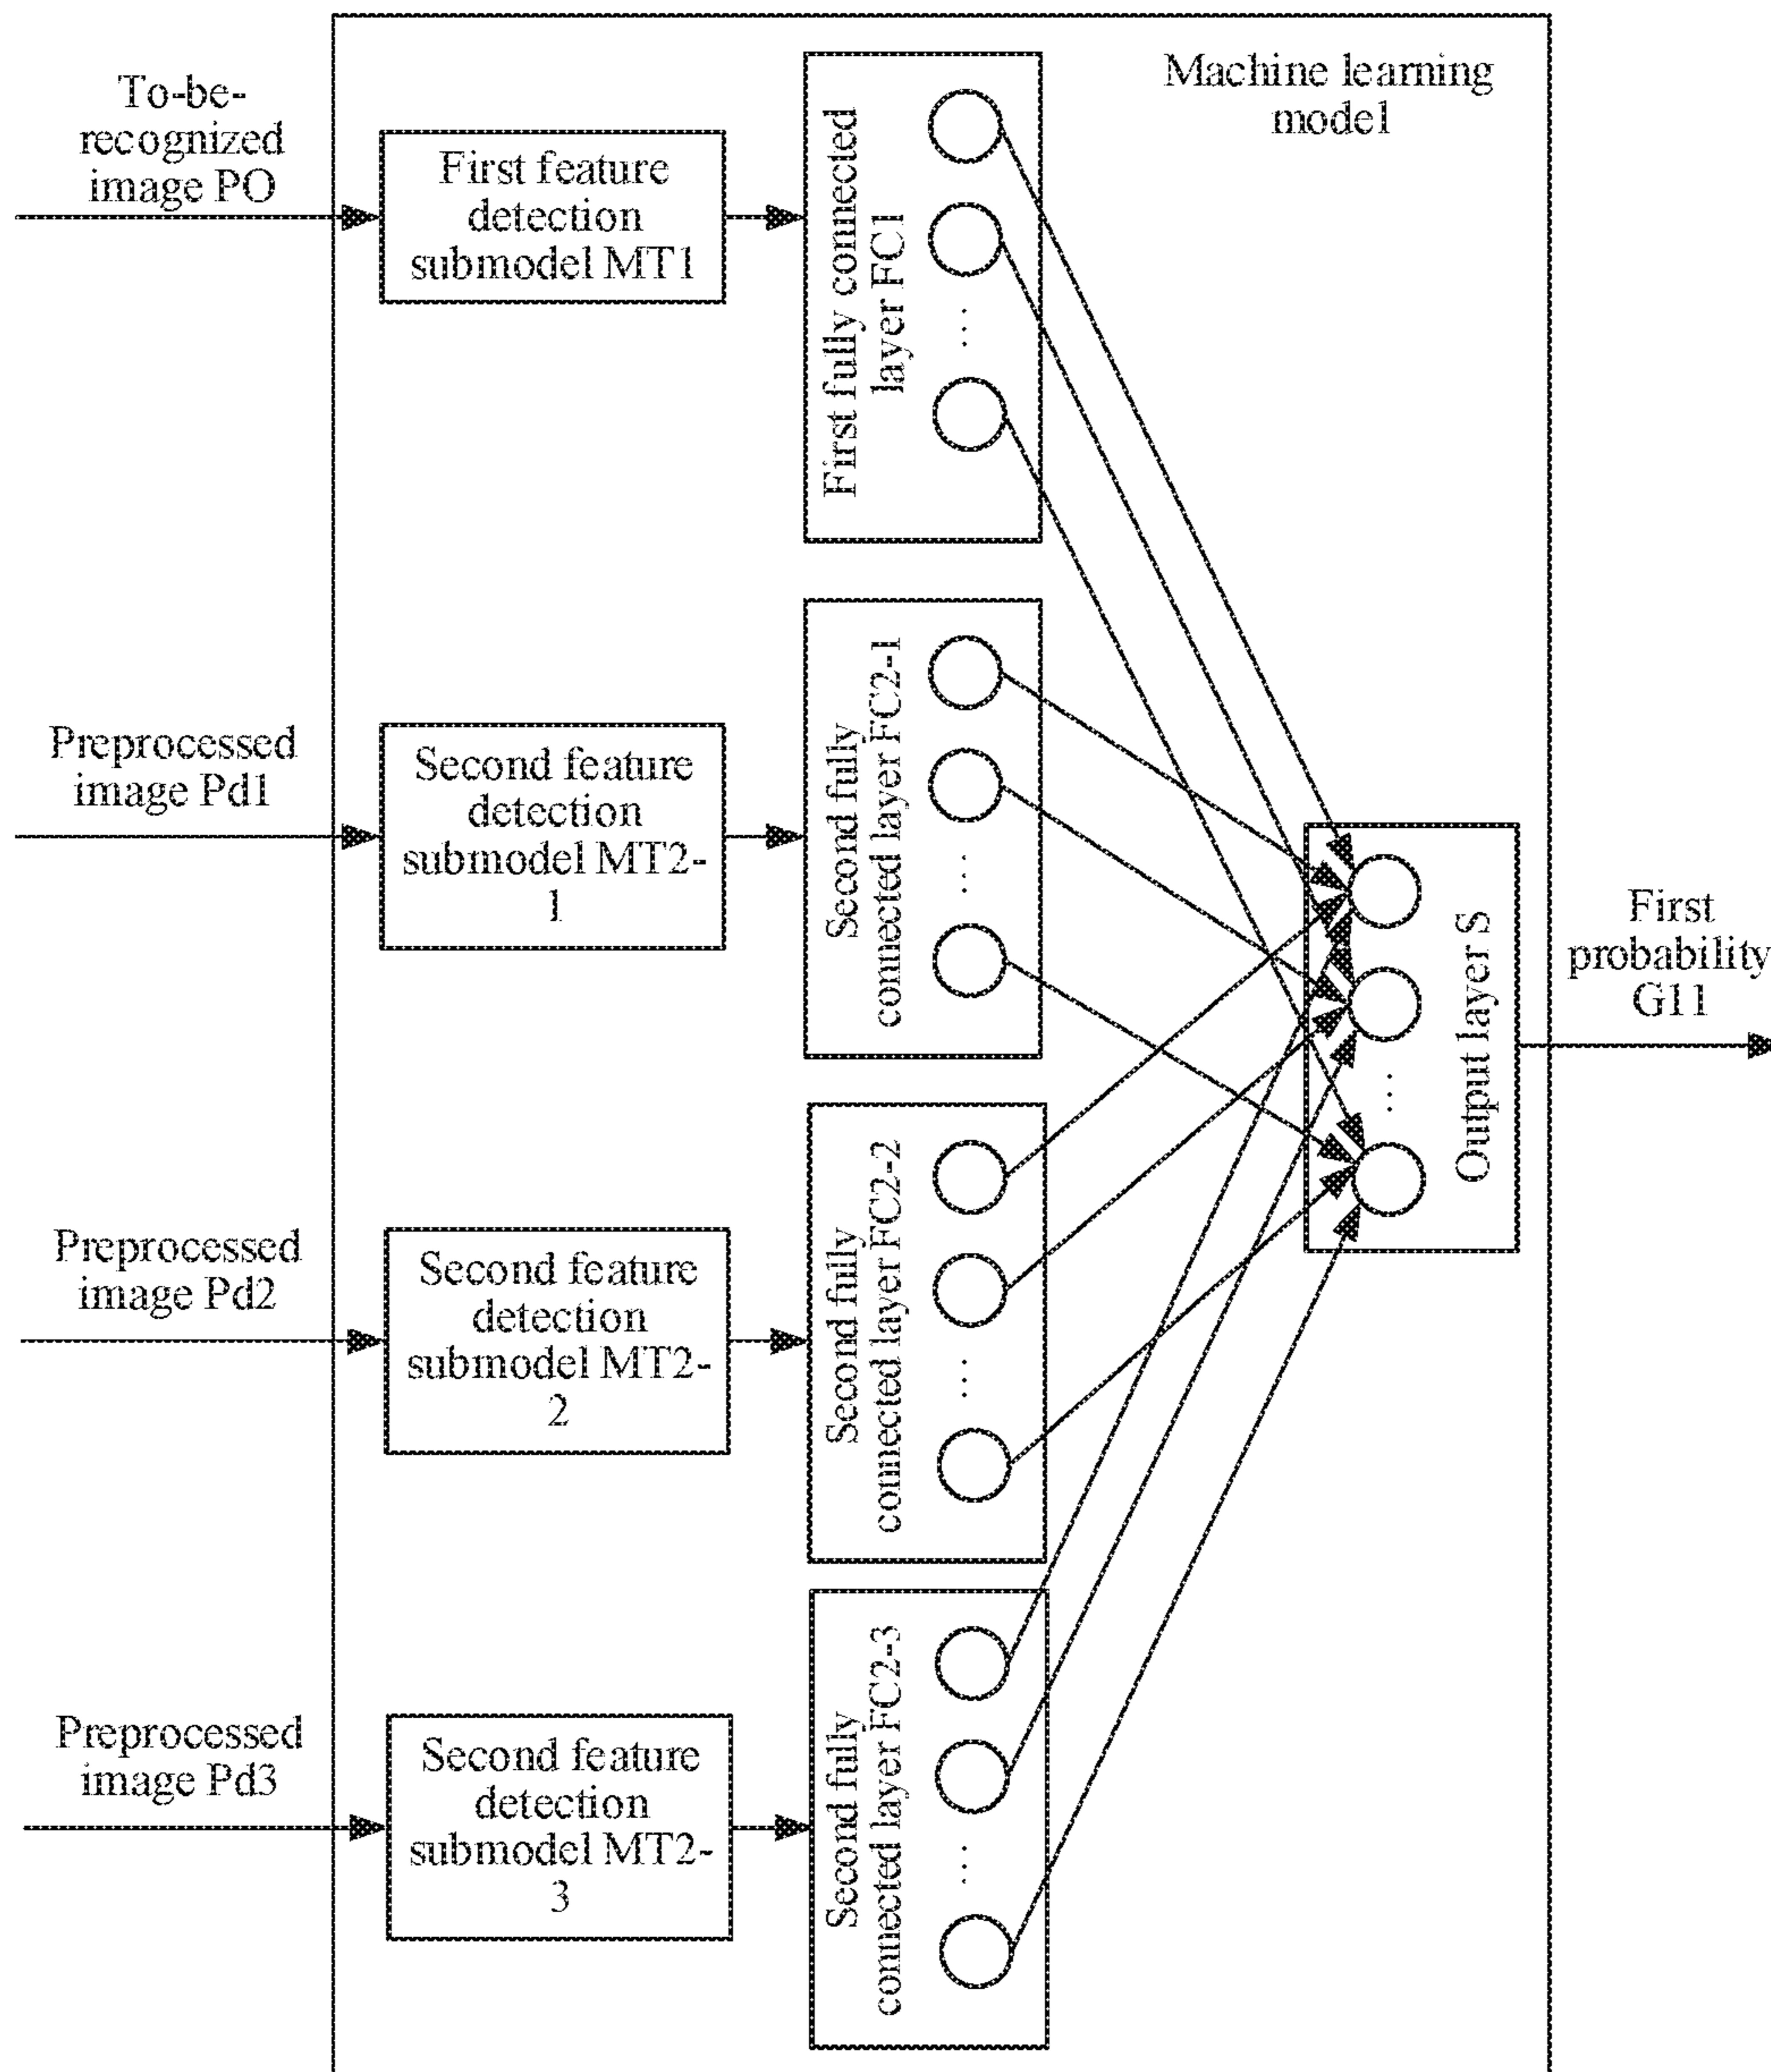 Machine learning
model
To-be-
recognized
image PO
First feature
detection
submodel MT1
First fully connected
layer FC1
Preprocessed
image Pd1
Second feature
detection
submodel MT2-
1
Second fully
connected layer FC2-1
Preprocessed
image Pd2
Second feature
detection
submodel MT2-
2
Second fully
connected layer FC2-2
Preprocessed
image Pd3
Second feature
detection
submodel MT2-
3
Second fully
connected layer FC2-3
Output layer S
First
probability
G11